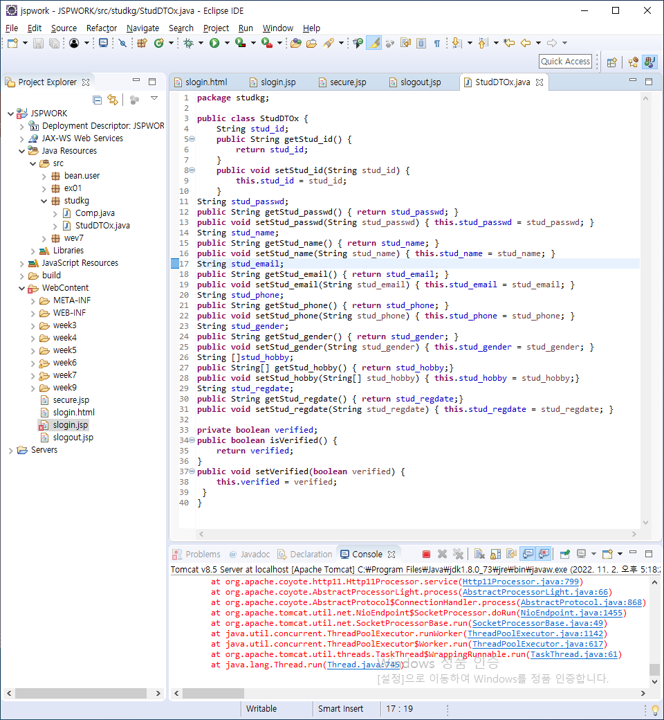 jspwork - JSPWORK/src/studkg/StudDTOx.java - Eclipse IDE
File Edit Source Refactor Navigate Search Project Run Window Help
Quick Access
Project Explorer
JSPWORK
Deployment Descriptor: JSPWOR
JAX-WS Web Services
Java Resources
src
bean.user
ex01
studkg
Comp.java
StudDTOx.java
wev7
Libraries
JavaScript Resources
build
WebContent
META-INF
WEB-INF
week3
week4
week5
week6
week7
week9
secure.jsp
slogin.html
slogin.jsp
slogout.jsp
Servers
slogin.html slogin.jsp secure.jsp slogout.jsp StudDTOx.java
1 package studkg;
2
3 public class StudDTOx {
4 String stud_id;
5 public String getStud_id() {
6 return stud_id;
7 }
8 public void setStud_id(String stud_id) {
9 this.stud_id = stud_id;
10 }
11 String stud_passwd;
12 public String getStud_passwd() { return stud_passwd; }
13 public void setStud_passwd(String stud_passwd) { this.stud_passwd = stud_passwd; }
14 String stud_name;
15 public String getStud_name() { return stud_name; }
16 public void setStud_name(String stud_name) { this.stud_name = stud_name; }
17 String stud_email;
18 public String getStud_email() { return stud_email; }
19 public void setStud_email(String stud_email) { this.stud_email = stud_email; }
20 String stud_phone;
21 public String getStud_phone() { return stud_phone; }
22 public void setStud_phone(String stud_phone) { this.stud_phone = stud_phone; }
23 String stud_gender;
24 public String getStud_gender() { return stud_gender; }
25 public void setStud_gender(String stud_gender) { this.stud_gender = stud_gender; }
26 String []stud_hobby;
27 public String[] getStud_hobby() { return stud_hobby;}
28 public void setStud_hobby(String[] stud_hobby) { this.stud_hobby = stud_hobby;}
29 String stud_regdate;
30 public String getStud_regdate() { return stud_regdate;}
31 public void setStud_regdate(String stud_regdate) { this.stud_regdate = stud_regdate; }
32
33 private boolean verified;
34 public boolean isVerified() {
35 return verified;
36 }
37 public void setVerified(boolean verified) {
38 this.verified = verified;
39 }
40 }
Problems Javadoc Declaration Console
Tomcat v8.5 Server at localhost [Apache Tomcat] C:₩Program Files₩Java₩jdk1.8.0_73₩jre₩bin₩javaw.exe (2022. 11. 2. 오후 5:18:2
at org.apache.coyote.http11.Http11Processor.service(Http11Processor.java:799)
at org.apache.coyote.AbstractProcessorLight.process(AbstractProcessorLight.java:66)
at org.apache.coyote.AbstractProtocol$ConnectionHandler.process(AbstractProtocol.java:868)
at org.apache.tomcat.util.net.NioEndpoint$SocketProcessor.doRun(NioEndpoint.java:1455)
at org.apache.tomcat.util.net.SocketProcessorBase.run(SocketProcessorBase.java:49)
at java.util.concurrent.ThreadPoolExecutor.runWorker(ThreadPoolExecutor.java:1142)
at java.util.concurrent.ThreadPoolExecutor$Worker.run(ThreadPoolExecutor.java:617)
at org.apache.tomcat.util.threads.TaskThread$WrappingRunnable.run(TaskThread.java:61)
at java.lang.Thread.run(Thread.java:745)
Windows 정품 인증
[설정]으로 이동하여 Windows를 정품 인증합니다.
Writable Smart Insert 17 : 19